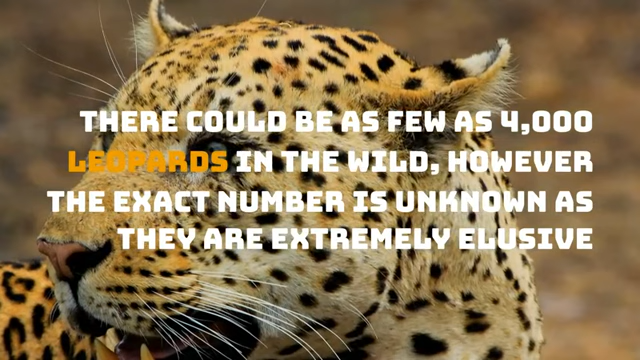 THERE COULD BE AS FEW AS 4,000
LEOPARDS IN THE WILD, HOWEVER
THE EXACT NUMBER IS UNKNOWN AS
THEY ARE EXTREMELY ELUSIVE